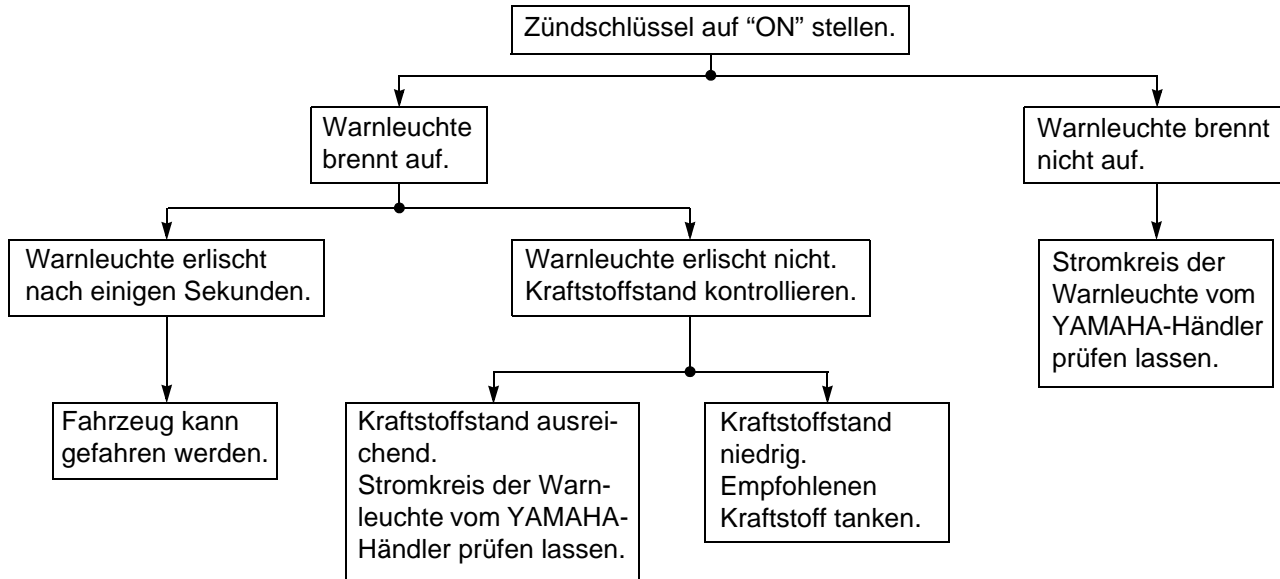 Zündschlüssel auf “ON” stellen.
Warnleuchte
brennt auf.
Warnleuchte brennt
nicht auf.
Warnleuchte erlischt
nach einigen Sekunden.
Warnleuchte erlischt nicht.
Kraftstoffstand kontrollieren.
Stromkreis der
Warnleuchte vom
YAMAHA-Händler
prüfen lassen.
Fahrzeug kann
gefahren werden.
Kraftstoffstand ausrei-
chend.
Stromkreis der Warn-
leuchte vom YAMAHA-
Händler prüfen lassen.
Kraftstoffstand
niedrig.
Empfohlenen
Kraftstoff tanken.